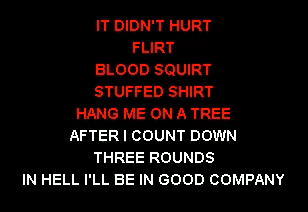 IT DIDN'T HURT
FLIRT
BLOOD SQUIRT
STUFFED SHIRT
HANG ME ON A TREE
AFTER I COUNT DOWN
THREE ROUNDS
IN HELL I'LL BE IN GOOD COMPANY